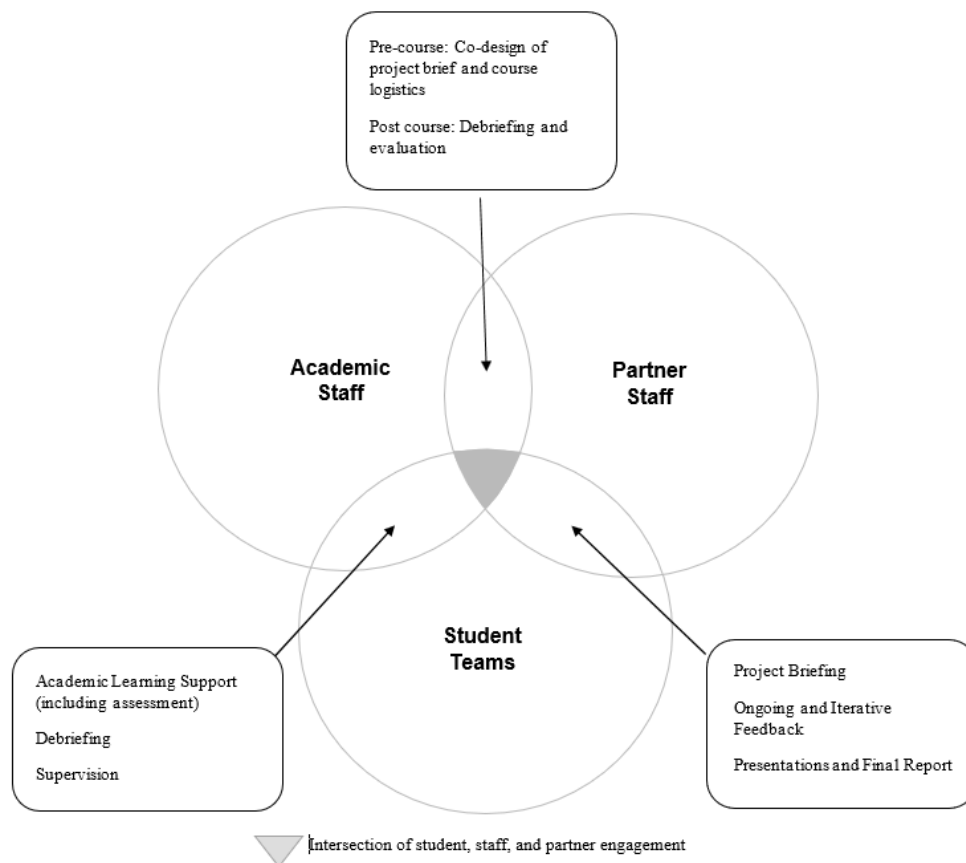 Pre-course: Co-design of
project brief and course
logistics
Post course: Debriefing and
evaluation
Academic
Staff
Partner
Staff
Student
Teams
Academic Learning Support
(including assessment)
Debriefing
Supervision
Project Briefing
Ongoing and Iterative
Feedback
Presentations and Final Report
Intersection of student, staff, and partner engagement